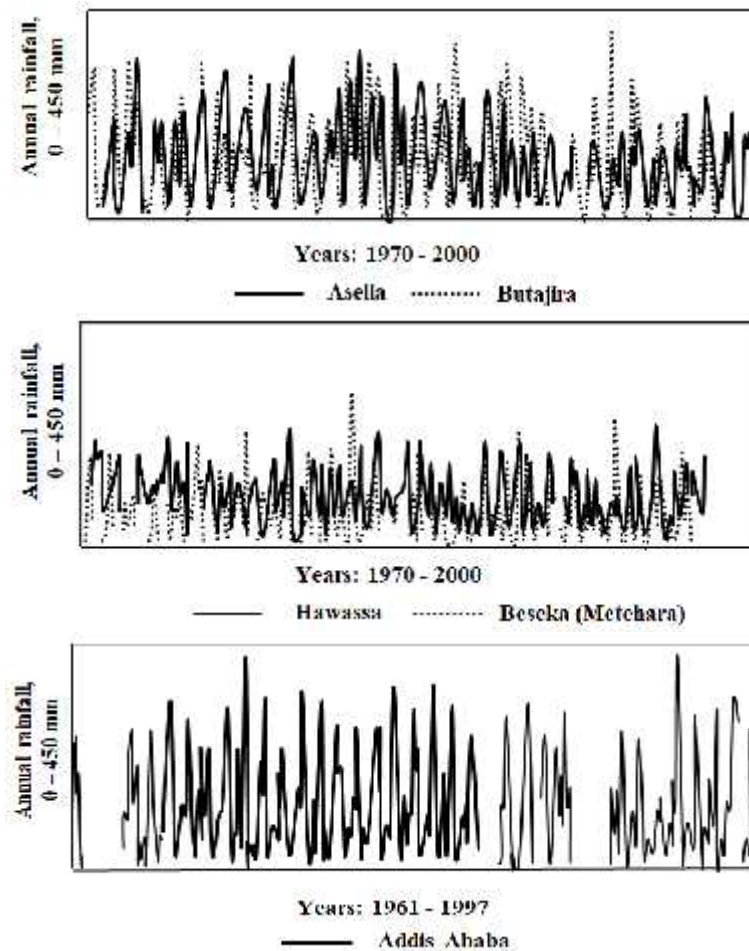 Annual rainfall,
0 – 450 mm
Years: 1970 - 2000
Asella Butajira
Annual rainfall,
0 – 450 mm
Years: 1970 - 2000
Hawassa Beseka (Metehara)
Annual rainfall,
0 – 450 mm
Years: 1961 - 1997
Addis Ababa